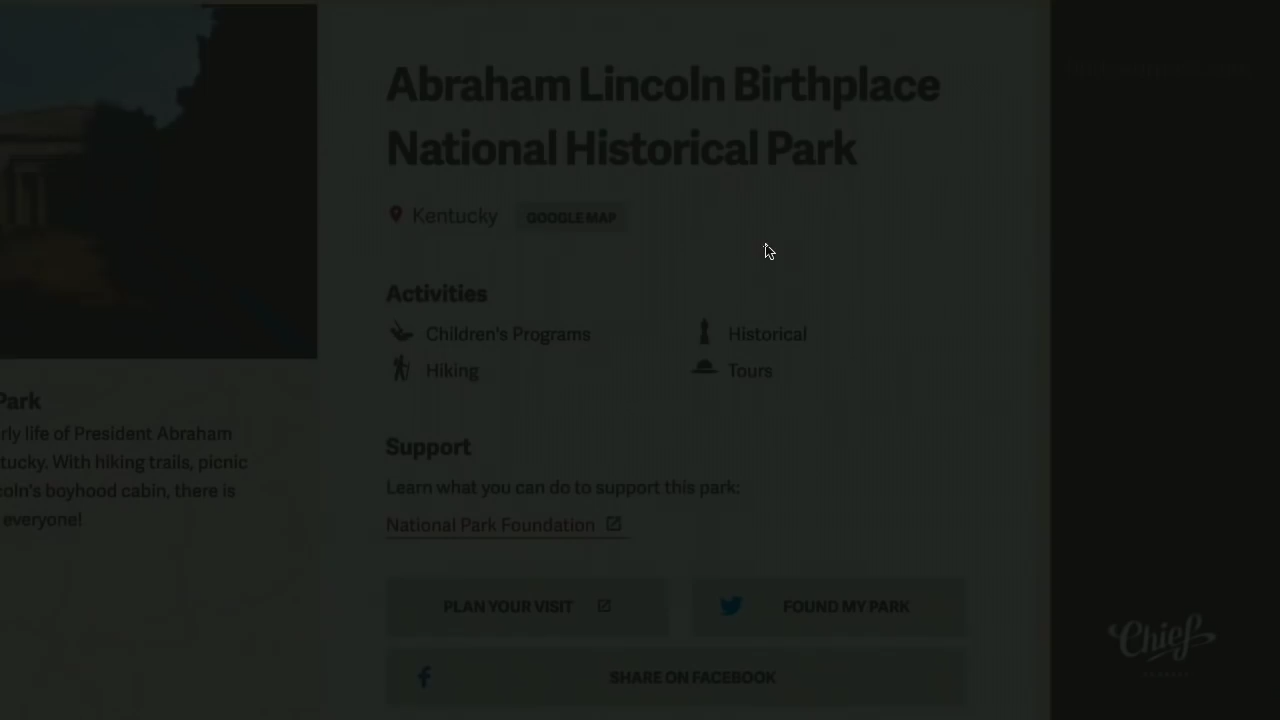 Abraham Lincoln Birthplace
National Historical Park
Kentucky GOOGLE MAP
Activities
Children's Programs
Historical
Hiking
Tours
Support
Learn what you can do to support this park:
National Park Foundation
PLAN YOUR VISIT
FOUND MY PARK
SHARE ON FACEBOOK
Park
rly life of President Abraham
tucky. With hiking trails, picnic
coln's boyhood cabin, there is
everyone!
Chief